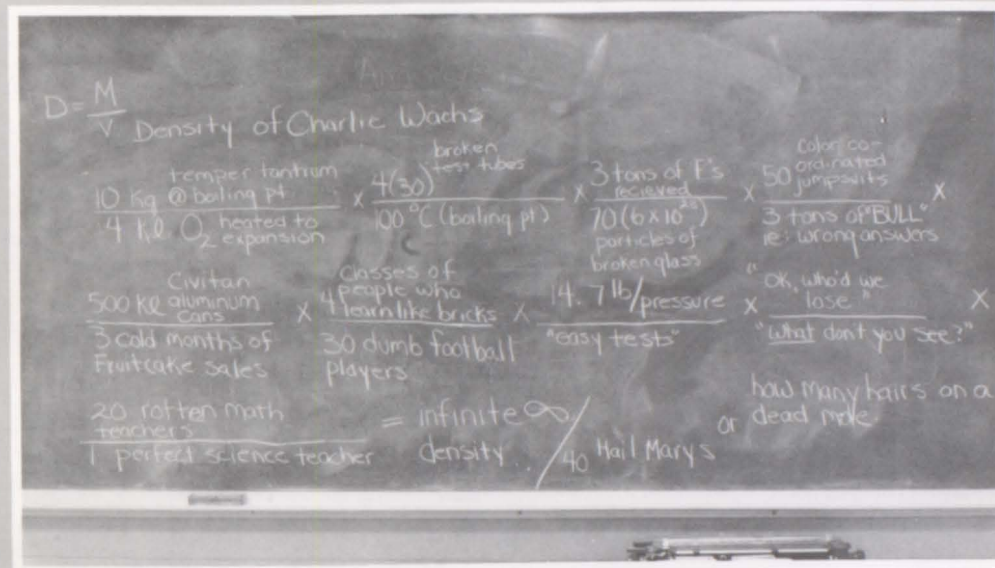 D = M
V. Density of Charlie Wachs
10 kg temper tantrum @ boiling pt. × 4(30) broken test tubes × 3 tons of F's recieved × 50 color co-ordinated jumpsuits ×
4 kl O₂ heated to expansion 100 °C (boiling pt) 70 (6 x 10²³) particles of broken glass 3 tons of "BULL" ie: wrong answers
500 kl Civitan aluminum cans × 4 classes of people who learn like bricks × 14.7 lb/pressure × "OK, who'd we lose" ×
3 cold months of Fruitcake sales 30 dumb football players "easy tests" "what don't you see?"
20 rotten math teachers = infinite ∞ density.. / 40 Hail Marys or how many hairs on a dead mole
1 perfect science teacher